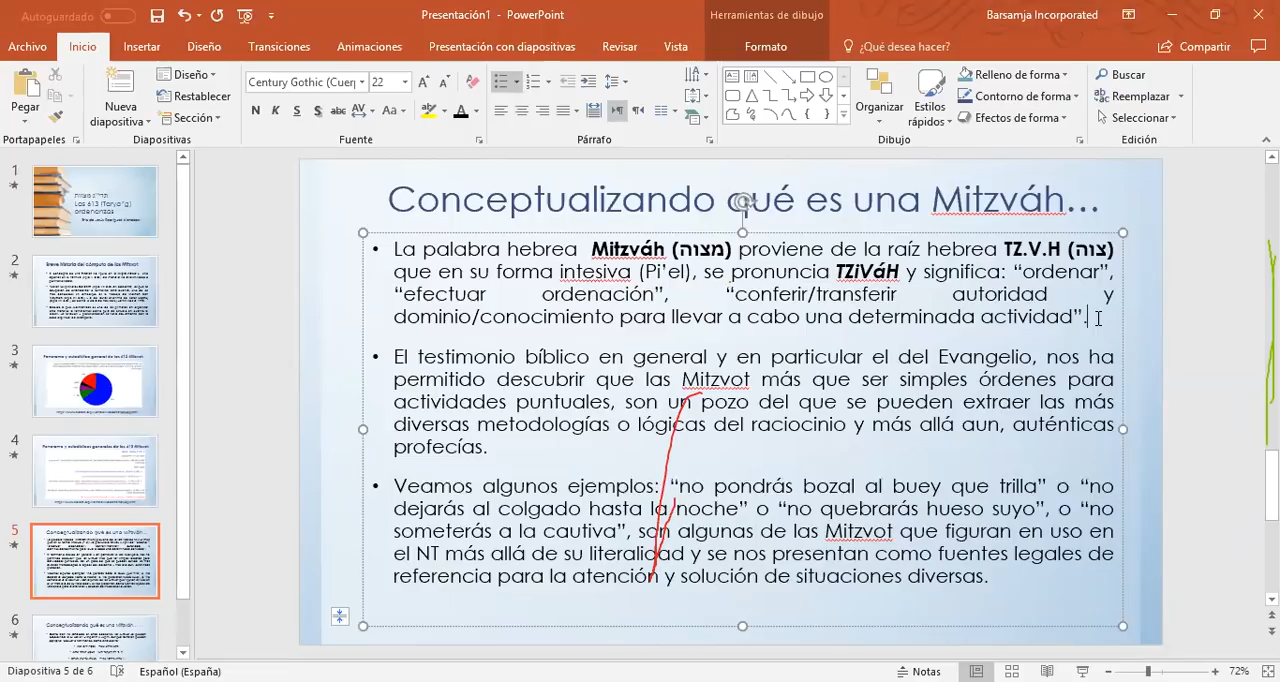 Autoguardado
Presentación1 - PowerPoint
Herramientas de dibujo
Barsamja Incorporated
Archivo Inicio Insertar Diseño Transiciones Animaciones Presentación con diapositivas Revisar Vista Formato ¿Qué desea hacer? Compartir
Pegar
Nueva diapositiva
Diseño
Restablecer
Sección
Century Gothic (Cuer 22
N K S S abc AV Aa A
Organizar
Estilos rápidos
Relleno de forma
Contorno de forma
Efectos de forma
Buscar
Reemplazar
Seleccionar
Portapapeles Diapositivas Fuente Párrafo Dibujo Edición
1
2
3
4
5
6
Conceptualizando qué es una Mitzváh…
• La palabra hebrea Mitzváh (מצוה) proviene de la raíz hebrea TZ.V.H (צוה)
que en su forma intesiva (Pi’el), se pronuncia TZiVáH y significa: “ordenar”,
“efectuar ordenación”, “conferir/transferir autoridad y
dominio/conocimiento para llevar a cabo una determinada actividad”.
• El testimonio bíblico en general y en particular el del Evangelio, nos ha
permitido descubrir que las Mitzvot más que ser simples órdenes para
actividades puntuales, son un pozo del que se pueden extraer las más
diversas metodologías o lógicas del raciocinio y más allá aun, auténticas
profecías.
• Veamos algunos ejemplos: “no pondrás bozal al buey que trilla” o “no
dejarás al colgado hasta la noche” o “no quebrarás hueso suyo”, o “no
someterás a la cautiva”, son algunas de las Mitzvot que figuran en uso en
el NT más allá de su literalidad y se nos presentan como fuentes legales de
referencia para la atención y solución de situaciones diversas.
Diapositiva 5 de 6 Español (España) Notas 72%